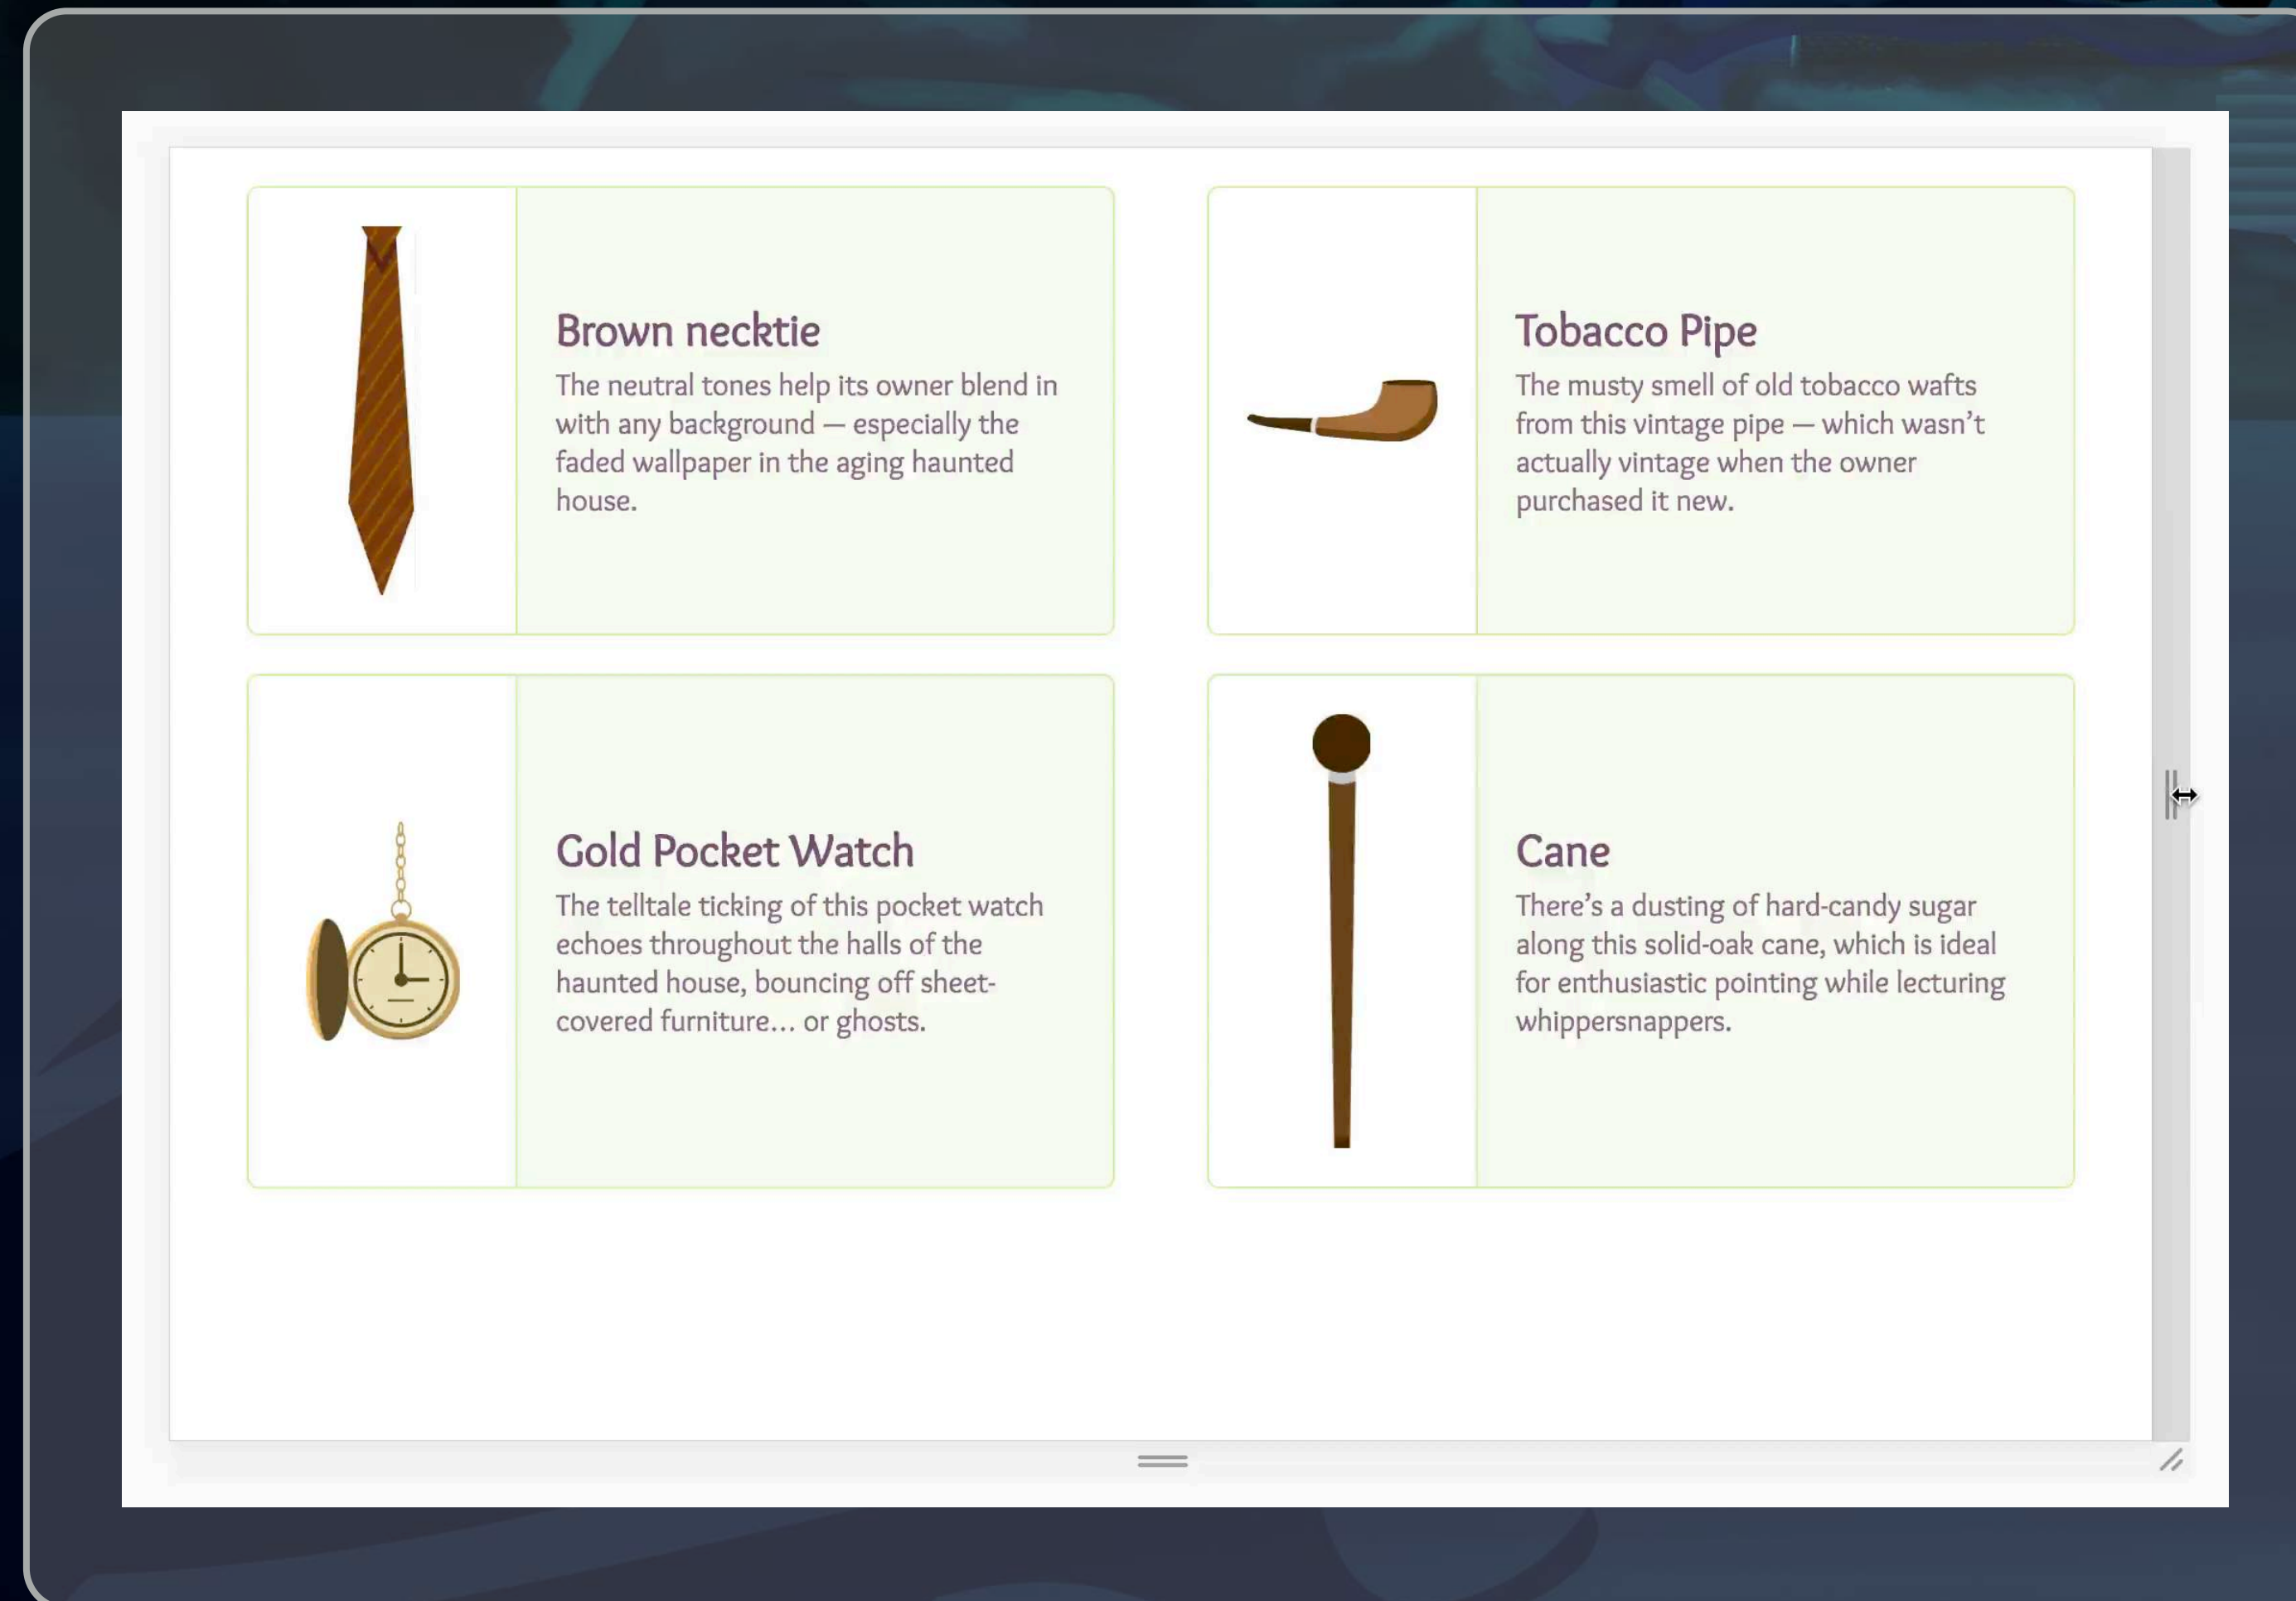 Brown necktie
The neutral tones help its owner blend in
with any background — especially the
faded wallpaper in the aging haunted
house.
Tobacco Pipe
The musty smell of old tobacco wafts
from this vintage pipe — which wasn’t
actually vintage when the owner
purchased it new.
Gold Pocket Watch
The telltale ticking of this pocket watch
echoes throughout the halls of the
haunted house, bouncing off sheet-
covered furniture… or ghosts.
Cane
There’s a dusting of hard-candy sugar
along this solid-oak cane, which is ideal
for enthusiastic pointing while lecturing
whippersnappers.